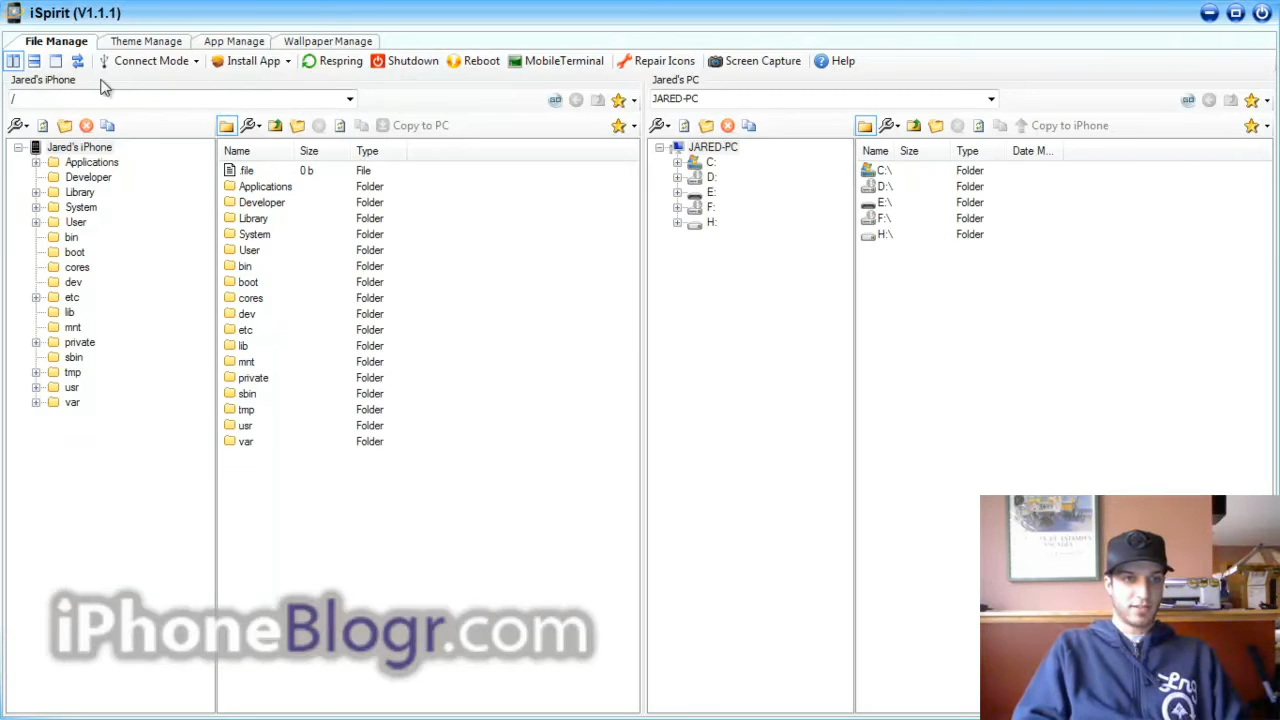 iSpirit (V1.1.1)
File Manage Theme Manage App Manage Wallpaper Manage
Connect Mode Install App Respring Shutdown Reboot MobileTerminal Repair Icons Screen Capture Help
Jared's iPhone Jared's PC
/ JARED-PC
Copy to PC Copy to iPhone
Jared's iPhone
Applications
Developer
Library
System
User
bin
boot
cores
dev
etc
lib
mnt
private
sbin
tmp
usr
var
Name Size Type
.file 0 b File
Applications Folder
Developer Folder
Library Folder
System Folder
User Folder
bin Folder
boot Folder
cores Folder
dev Folder
etc Folder
lib Folder
mnt Folder
private Folder
sbin Folder
tmp Folder
usr Folder
var Folder
JARED-PC
C:
D:
E:
F:
H:
Name Size Type Date M...
C:\ Folder
D:\ Folder
E:\ Folder
F:\ Folder
H:\ Folder
iPhoneBlogr.com